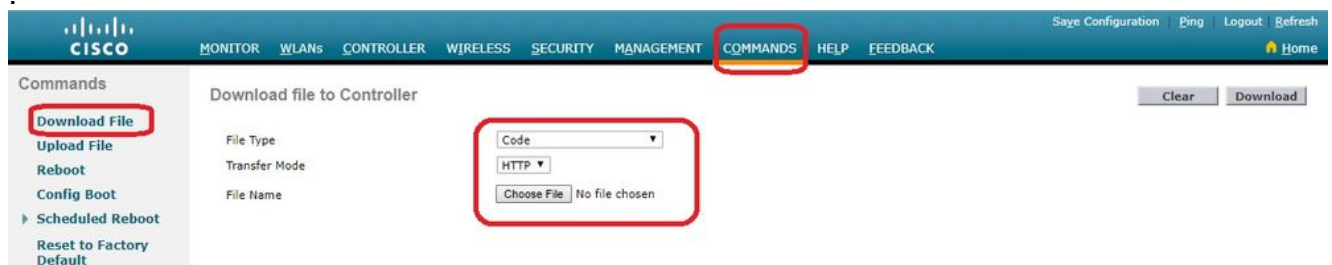 .
Save Configuration Ping Logout Refresh
CISCO MONITOR WLANs CONTROLLER WIRELESS SECURITY MANAGEMENT COMMANDS HELP FEEDBACK Home
Commands
Download File
Upload File
Reboot
Config Boot
Scheduled Reboot
Reset to Factory
Default
Download file to Controller
Clear Download
File Type Code
Transfer Mode HTTP
File Name Choose File No file chosen